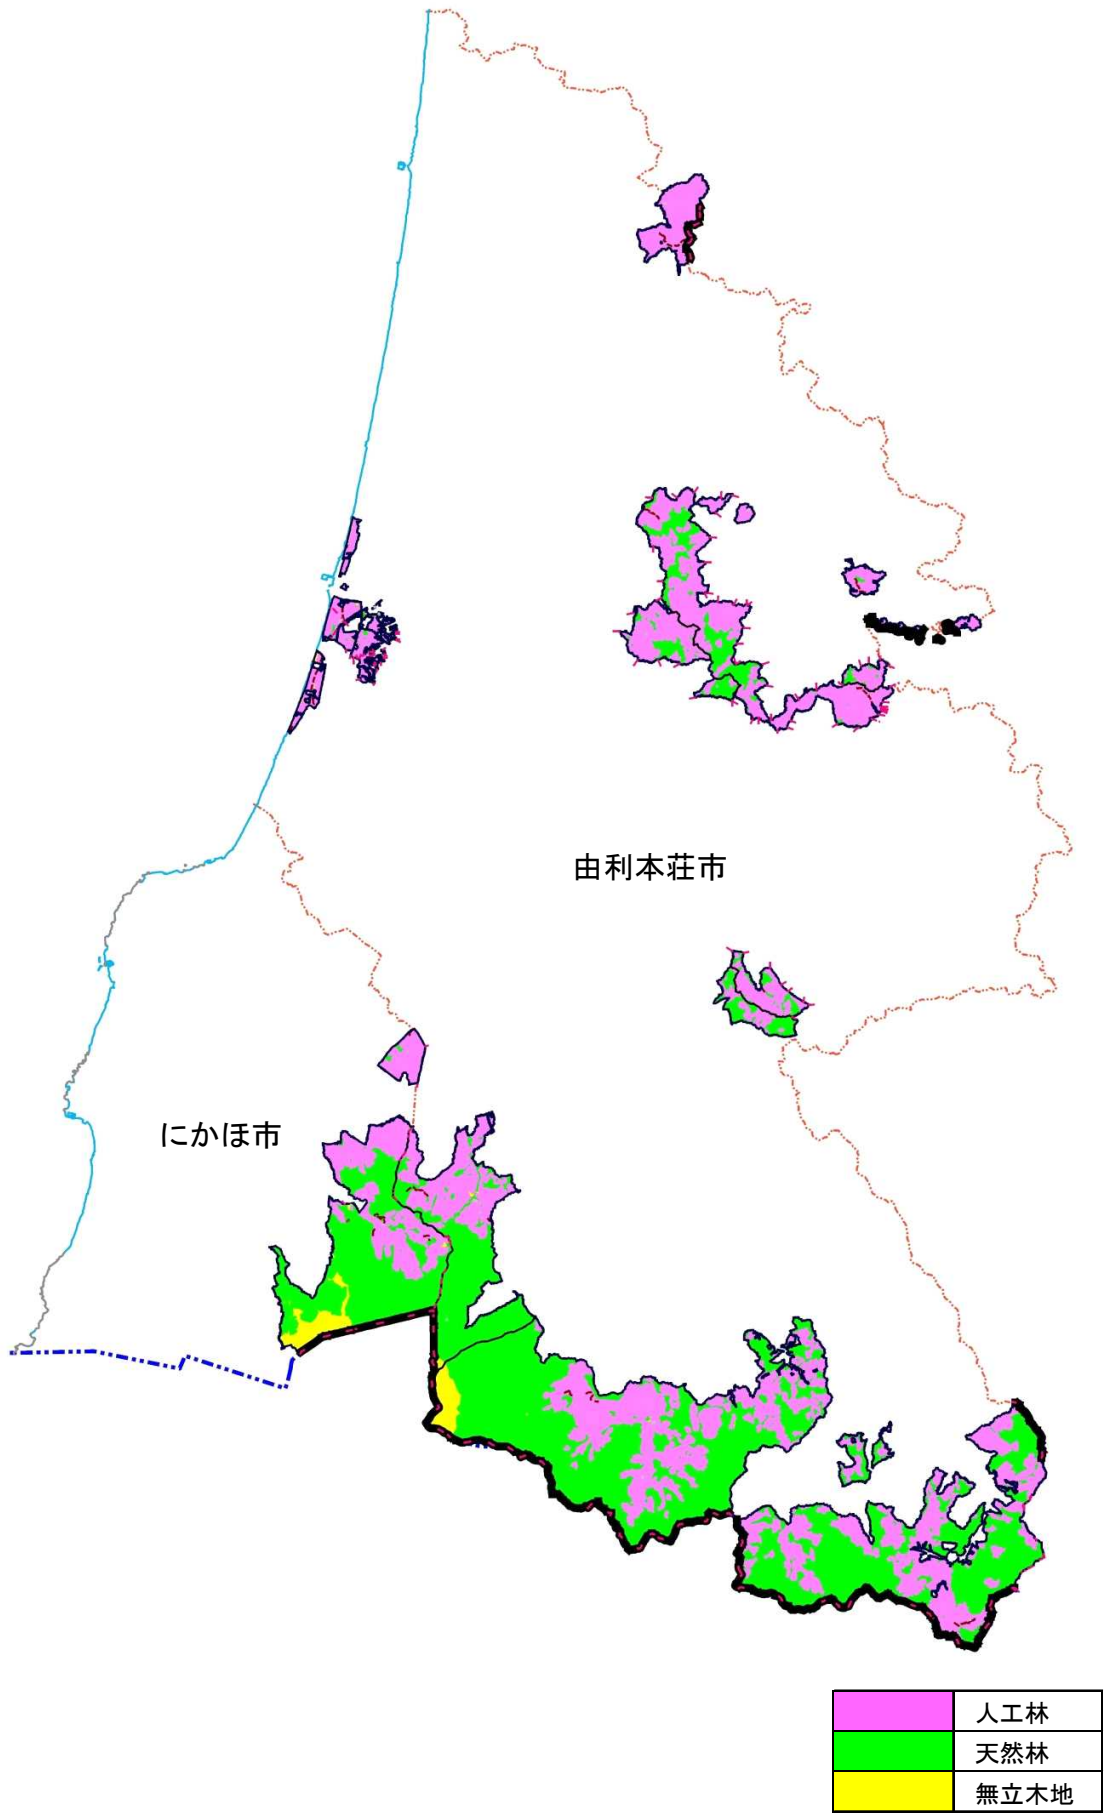 由利本荘市
にかほ市
人工林
天然林
無立木地